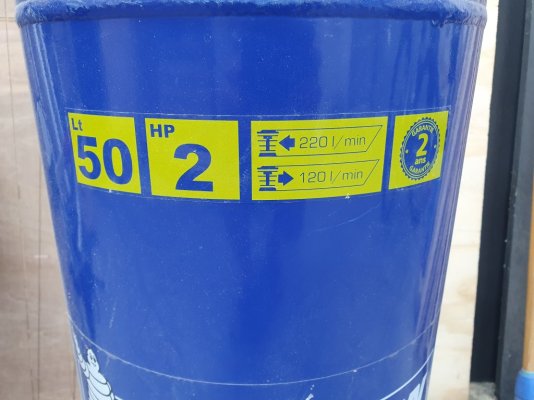 Lt
50
HP
2
220 l/min
120 l/min
GARANTIE
2
ans
GARANTIE